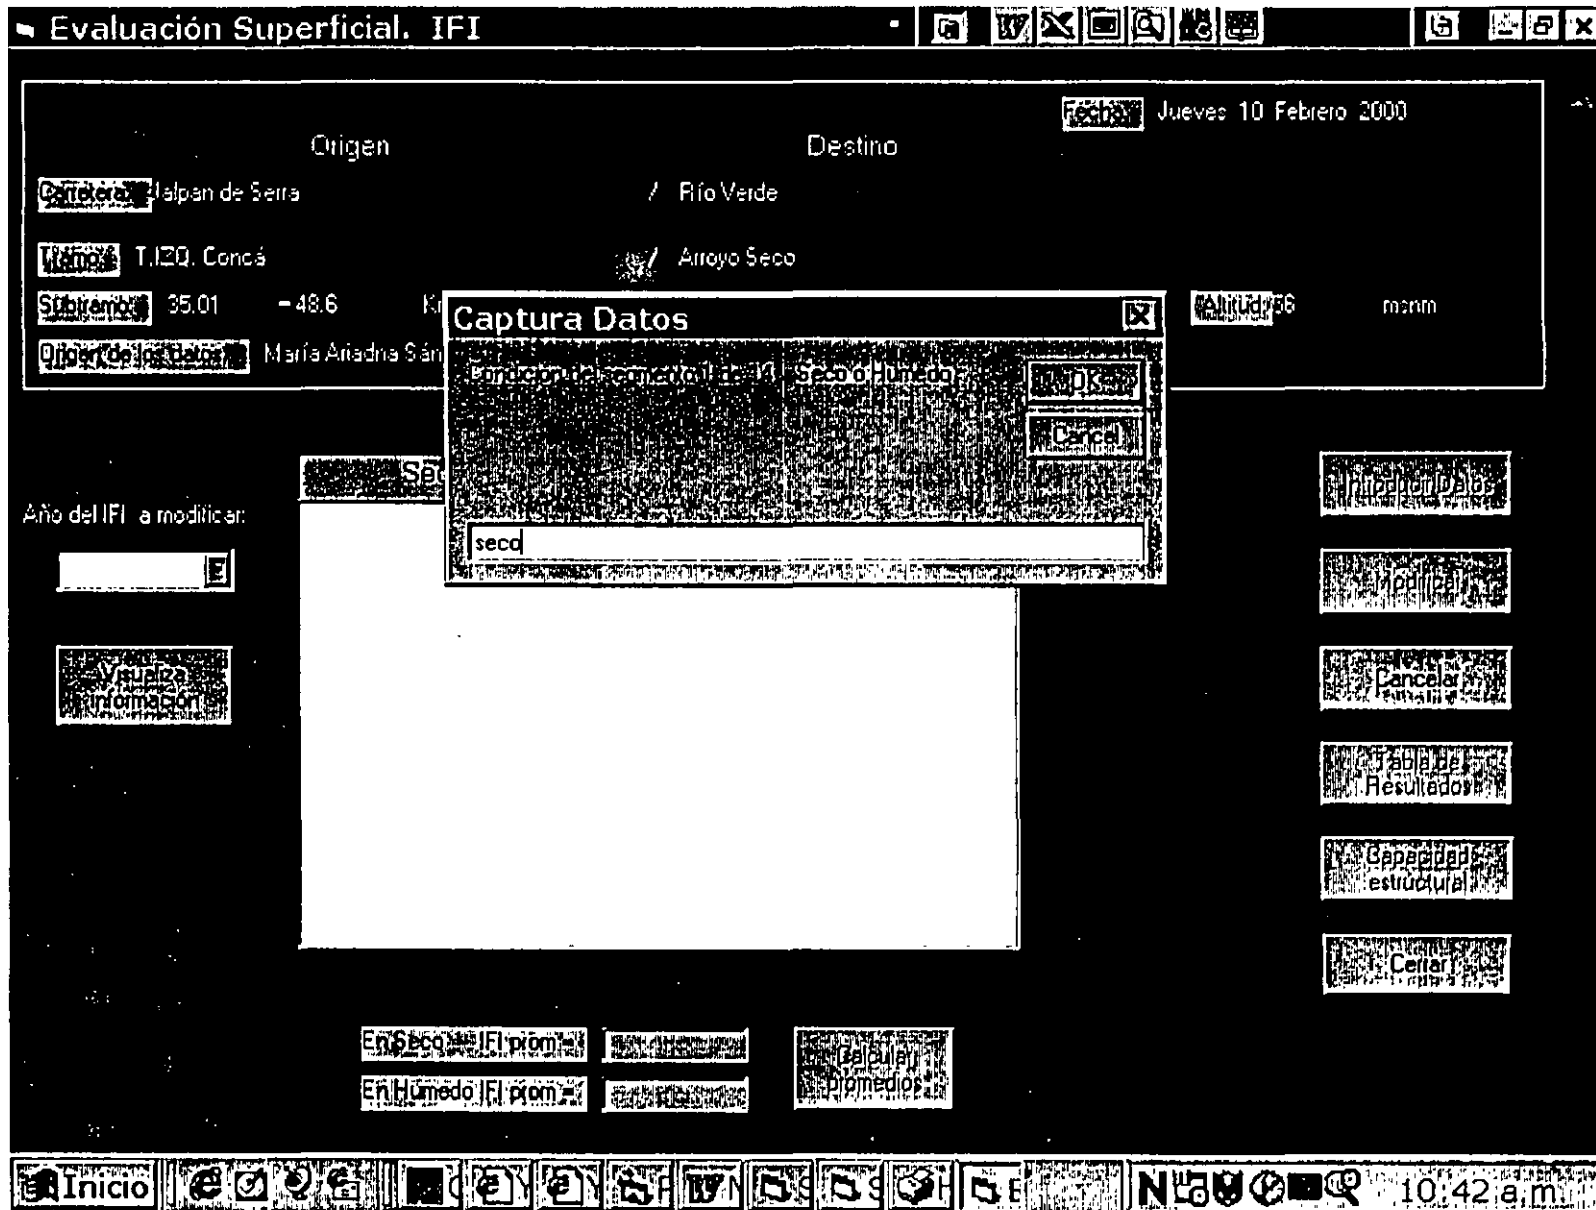 Evaluación Superficial. IFI
Fecha: Jueves 10 Febrero 2000
Origen Destino
Carretera: Jalpan de Serra / Río Verde
Tramo: T.IZQ. Concá / Arroyo Seco
Subtramo: 35.01 - 48.6 Altitud: 66 msnm
Origen de los datos: María Ariadna Sán
Captura Datos
Condición del segmento 1 de 14 Seco o Húmedo
OK
Cancel
seco
Año del IFI a modificar:
Visualiza información
Introducir Datos
Modificar
Cancelar
Tabla de Resultados
Capacidad estructural
Cerrar
En Seco IFI prom =
En Húmedo IFI prom =
Calcular promedios
Inicio
10:42 a.m.